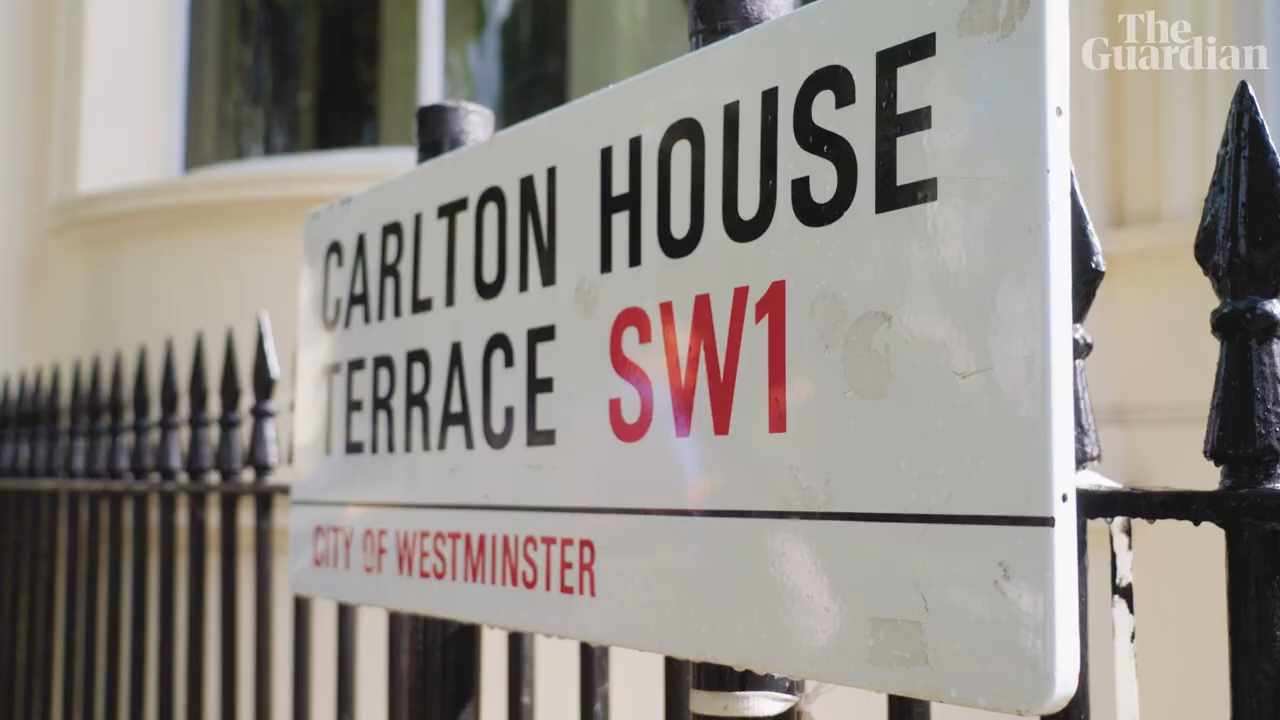 The
Guardian
CARLTON HOUSE
TERRACE SW1
CITY OF WESTMINSTER